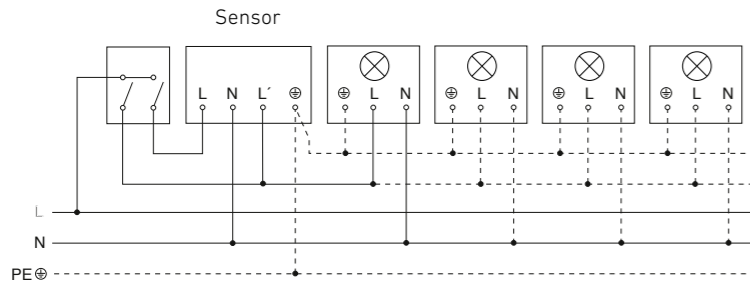 Sensor
L N L´ ⏚ ⏚ L N ⏚ L N ⏚ L N ⏚ L N
L
N
PE ⏚